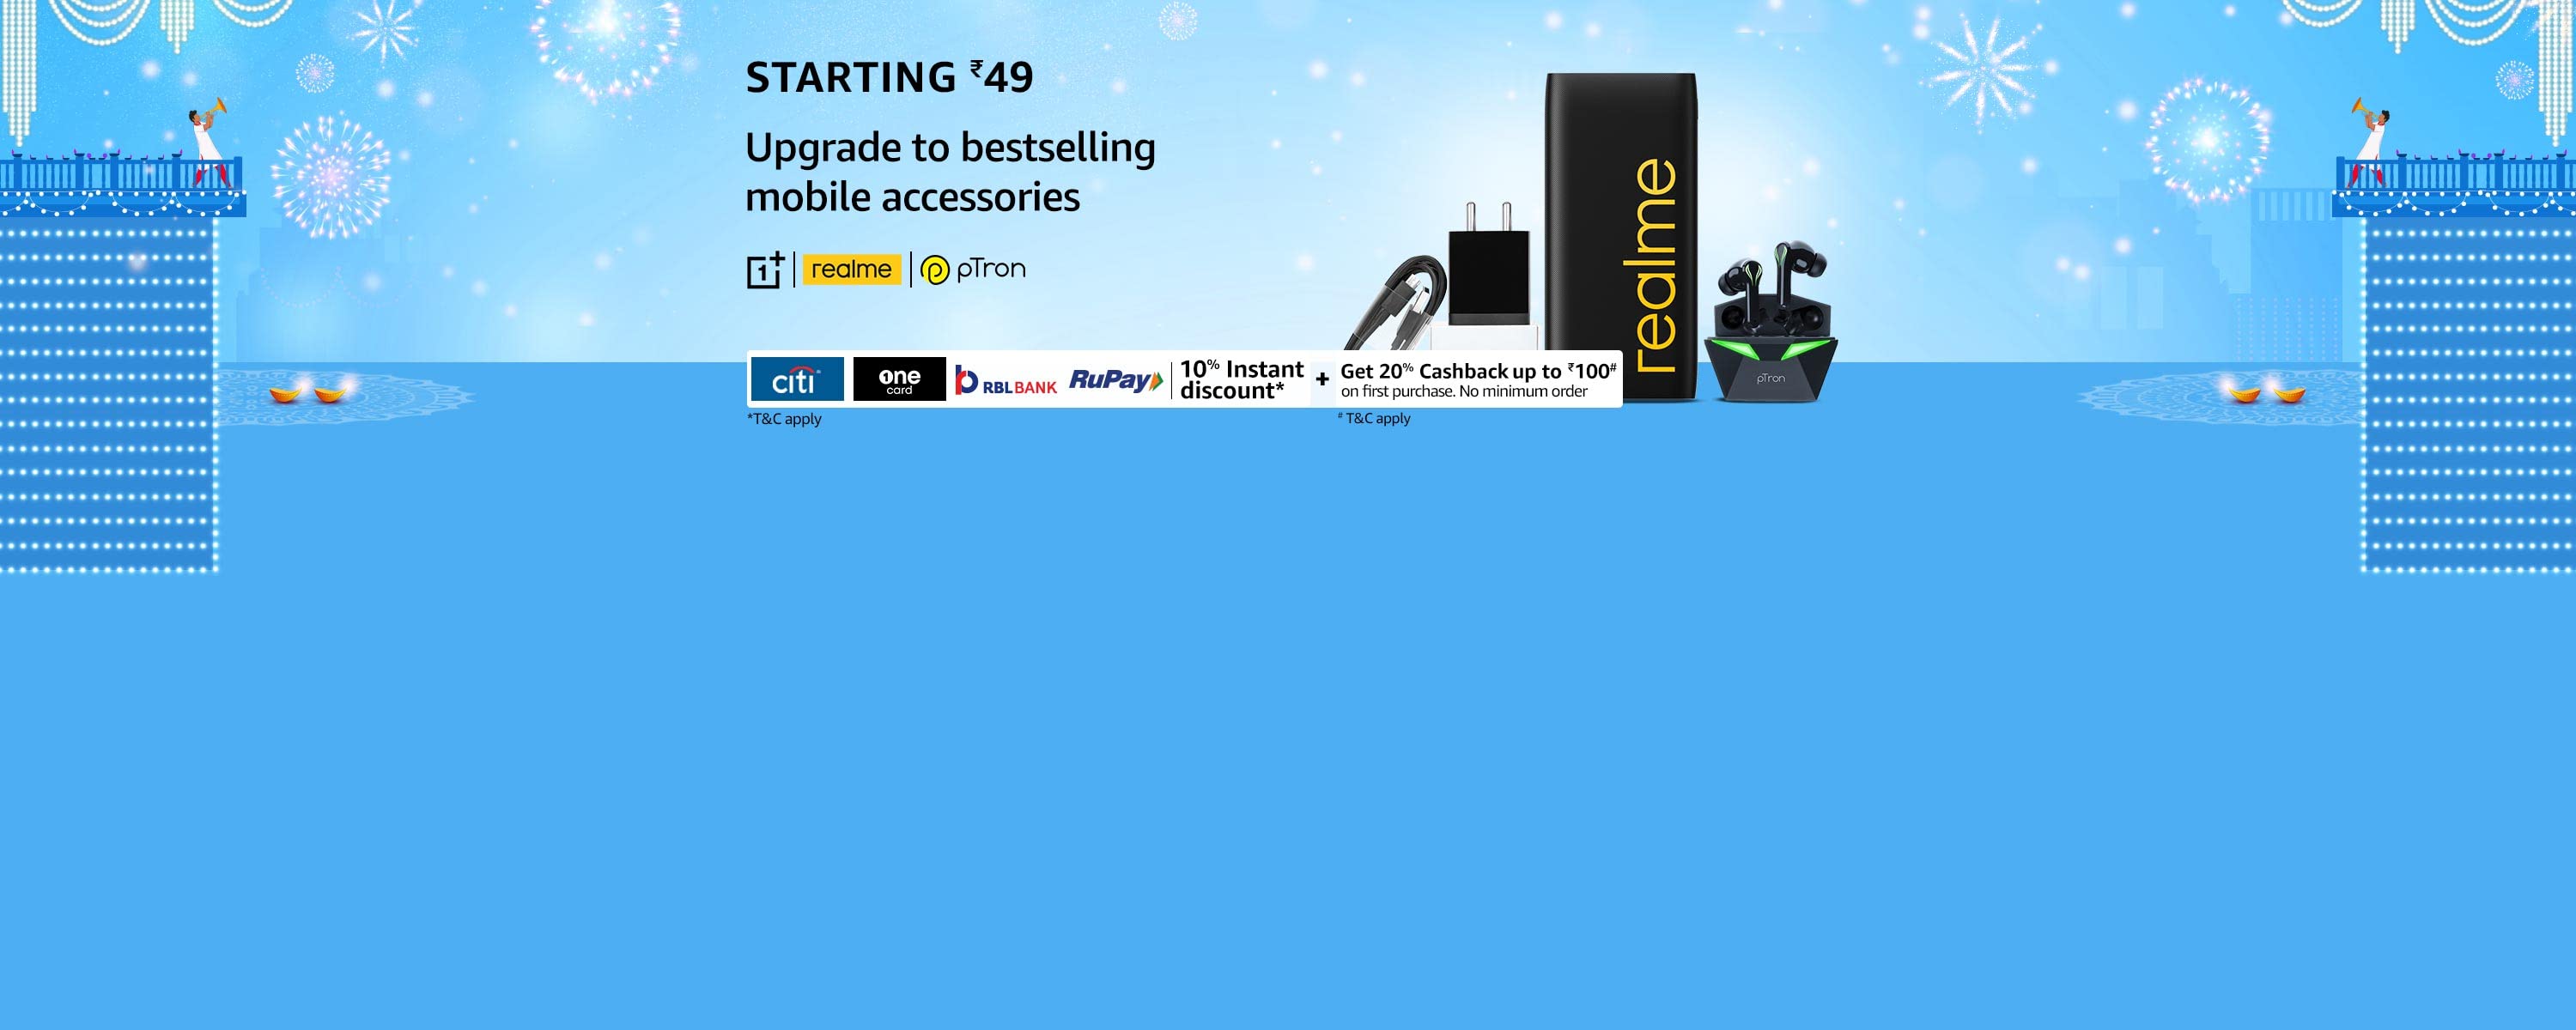 STARTING ₹49
Upgrade to bestselling
mobile accessories
1+ | realme | pTron
realme
pTron
citi
one card
RBL BANK
RuPay
10% Instant
discount*
+
Get 20% Cashback up to ₹100#
on first purchase. No minimum order
*T&C apply
# T&C apply